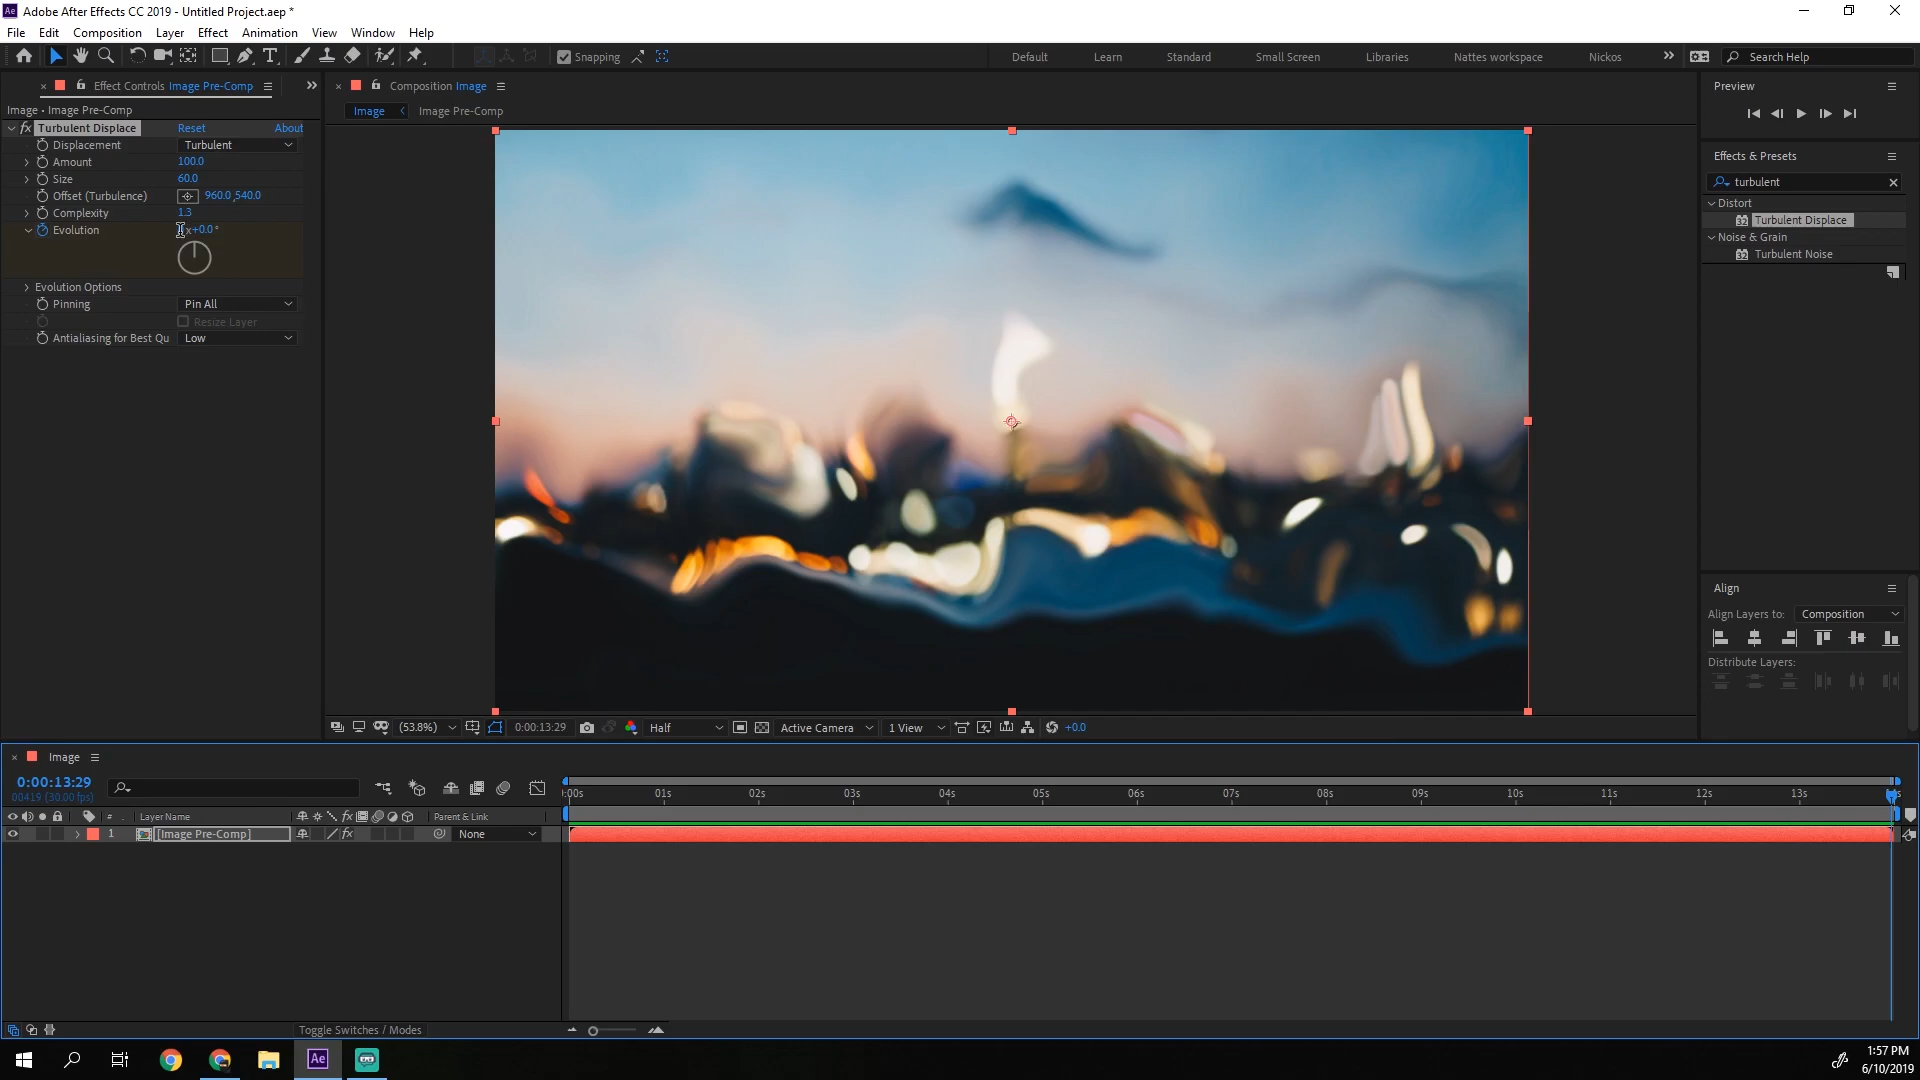 Adobe After Effects CC 2019 - Untitled Project.aep *
File Edit Composition Layer Effect Animation View Window Help
Snapping
Default Learn Standard Small Screen Libraries Nattes workspace Nickos
Search Help
Effect Controls Image Pre-Comp
Image • Image Pre-Comp
fx Turbulent Displace Reset About
Displacement Turbulent
Amount 100.0
Size 60.0
Offset (Turbulence) 960.0,540.0
Complexity 1.3
Evolution x+0.0°
Evolution Options
Pinning Pin All
Resize Layer
Antialiasing for Best Qu Low
Composition Image
Image Image Pre-Comp
(53.8%) 0:00:13:29 Half Active Camera 1 View +0.0
Preview
Effects & Presets
turbulent
Distort
32 Turbulent Displace
Noise & Grain
32 Turbulent Noise
Align
Align Layers to: Composition
Distribute Layers:
Image
0:00:13:29
00419 (30.00 fps)
:00s 01s 02s 03s 04s 05s 06s 07s 08s 09s 10s 11s 12s 13s
# Layer Name fx Parent & Link
1 [Image Pre-Comp] fx None
Toggle Switches / Modes
Ae
1:57 PM
6/10/2019